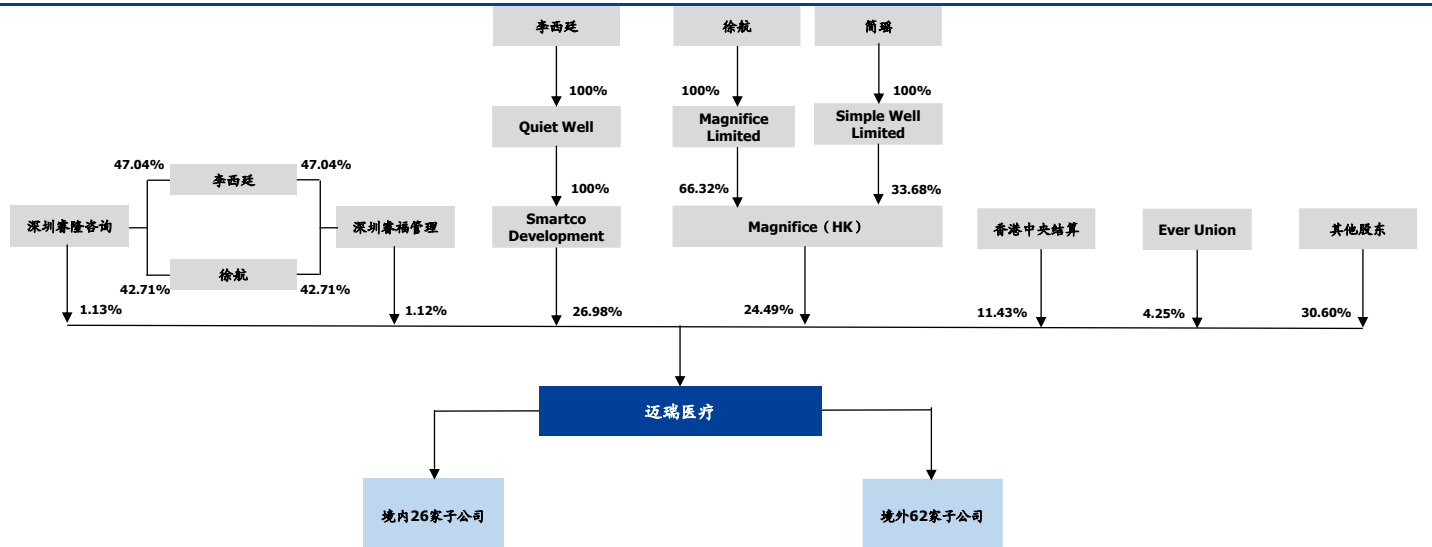 李西廷
徐航
简瑶
100%
100%
100%
Quiet Well
Magnifice
Limited
Simple Well
Limited
47.04%
47.04%
李西廷
100%
66.32%
33.68%
深圳睿隆咨询
深圳睿福管理
Smartco
Development
Magnifice（HK）
香港中央结算
Ever Union
其他股东
徐航
42.71%
42.71%
1.13%
1.12%
26.98%
24.49%
11.43%
4.25%
30.60%
迈瑞医疗
境内26家子公司
境外62家子公司